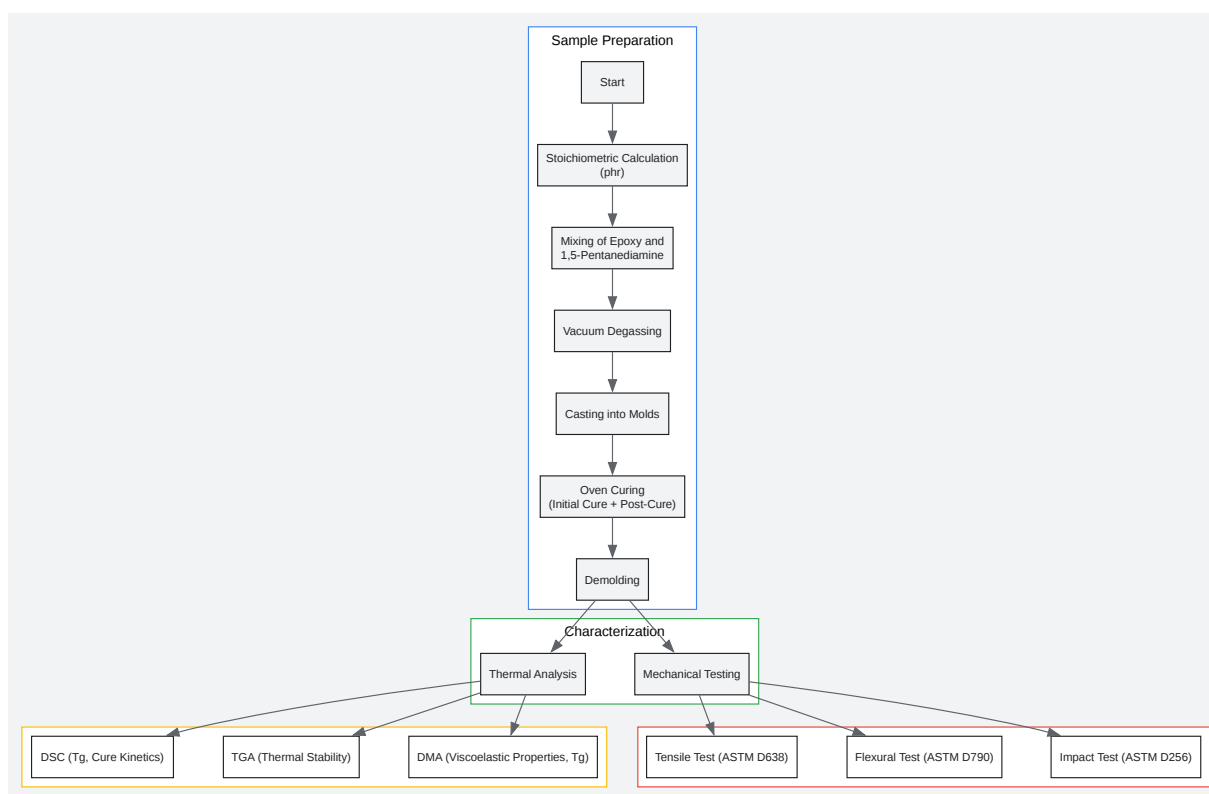 Sample Preparation
Start
Stoichiometric Calculation
(phr)
Mixing of Epoxy and
1,5-Pentanediamine
Vacuum Degassing
Casting into Molds
Oven Curing
(Initial Cure + Post-Cure)
Demolding
Characterization
Thermal Analysis
Mechanical Testing
DSC (Tg, Cure Kinetics)
TGA (Thermal Stability)
DMA (Viscoelastic Properties, Tg)
Tensile Test (ASTM D638)
Flexural Test (ASTM D790)
Impact Test (ASTM D256)